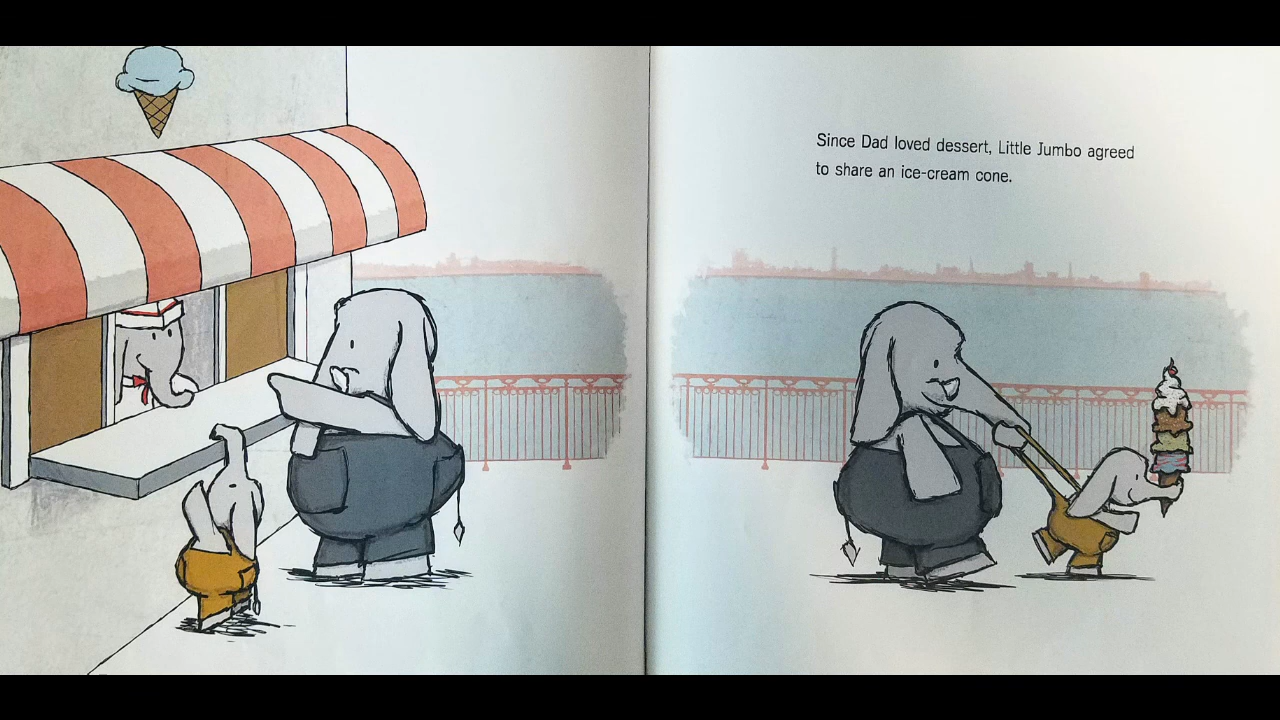 Since Dad loved dessert, Little Jumbo agreed
to share an ice-cream cone.